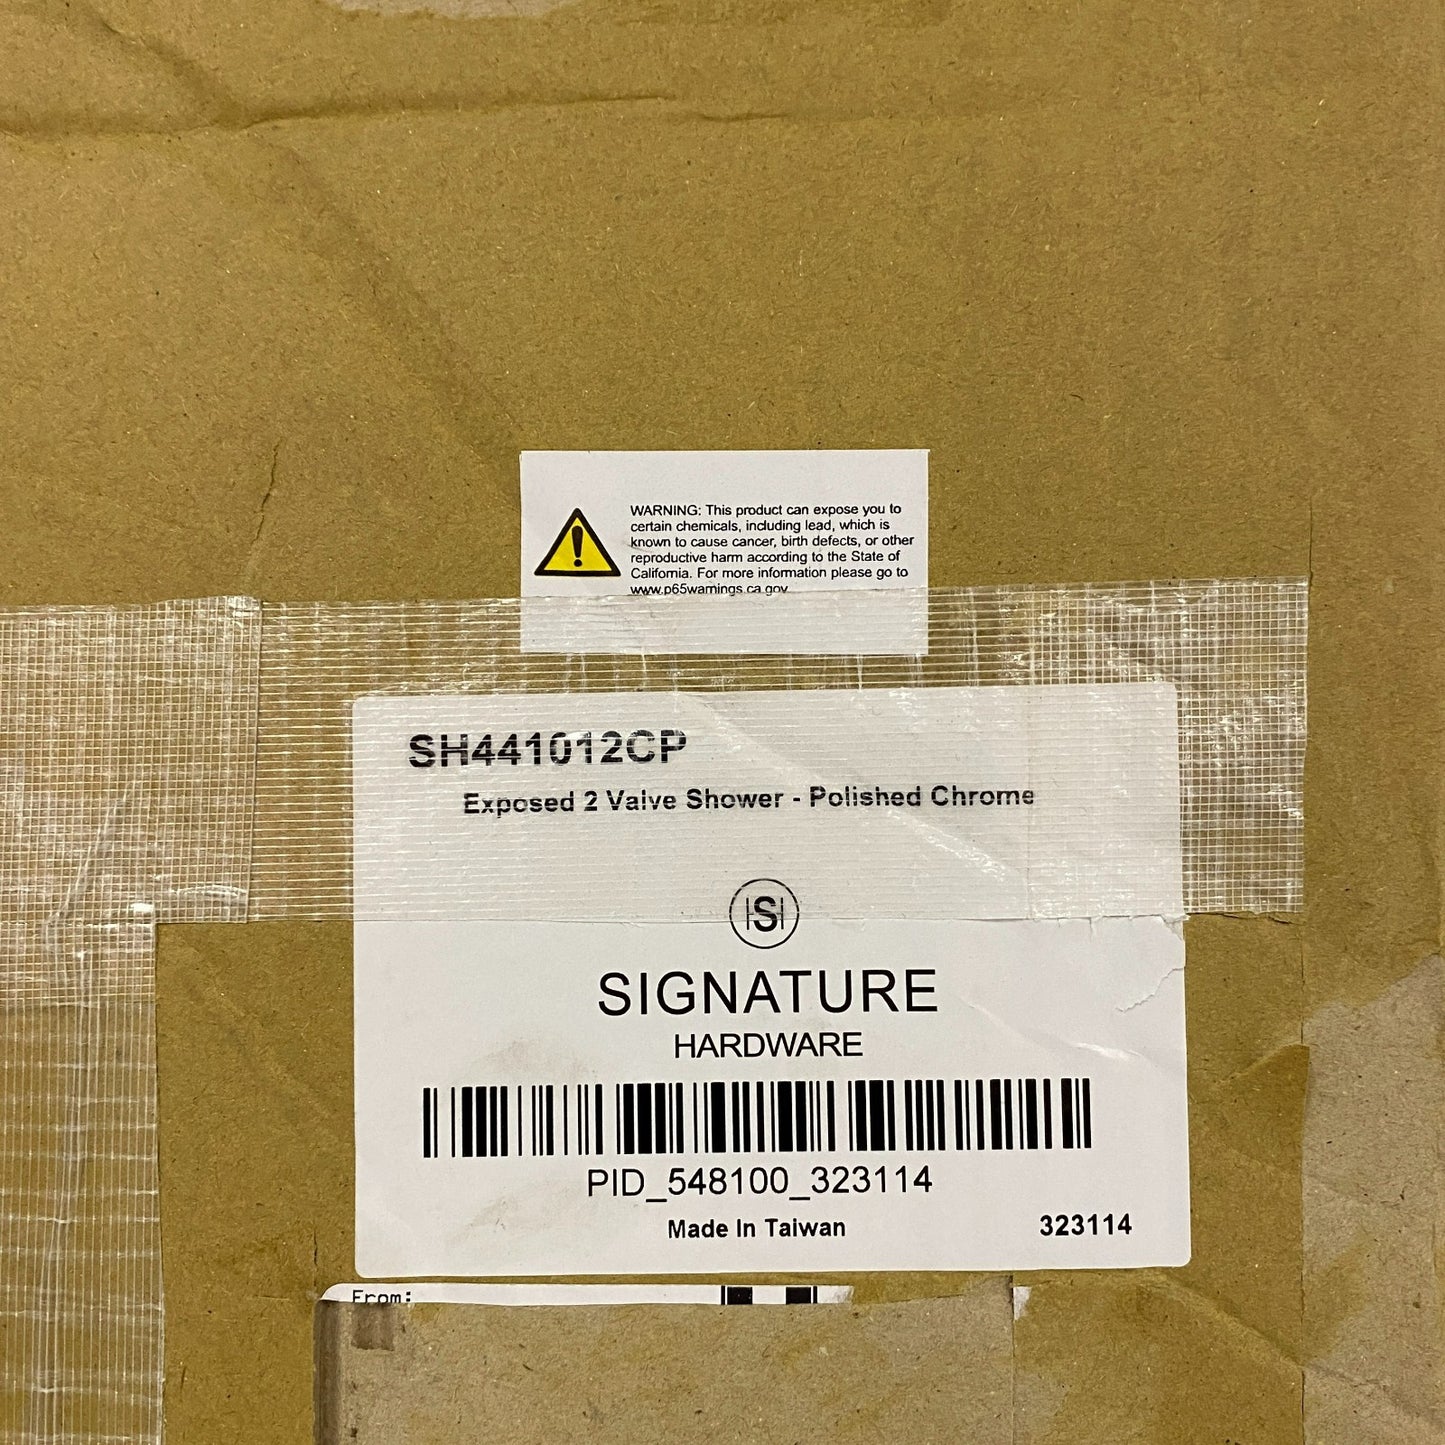 WARNING: This product can expose you to
certain chemicals, including lead, which is
known to cause cancer, birth defects, or other
reproductive harm according to the State of
California. For more information please go to
www.p65warnings.ca.gov
SH441012CP
Exposed 2 Valve Shower - Polished Chrome
HSH
SIGNATURE
HARDWARE
PID_548100_323114
Made In Taiwan
323114
From: